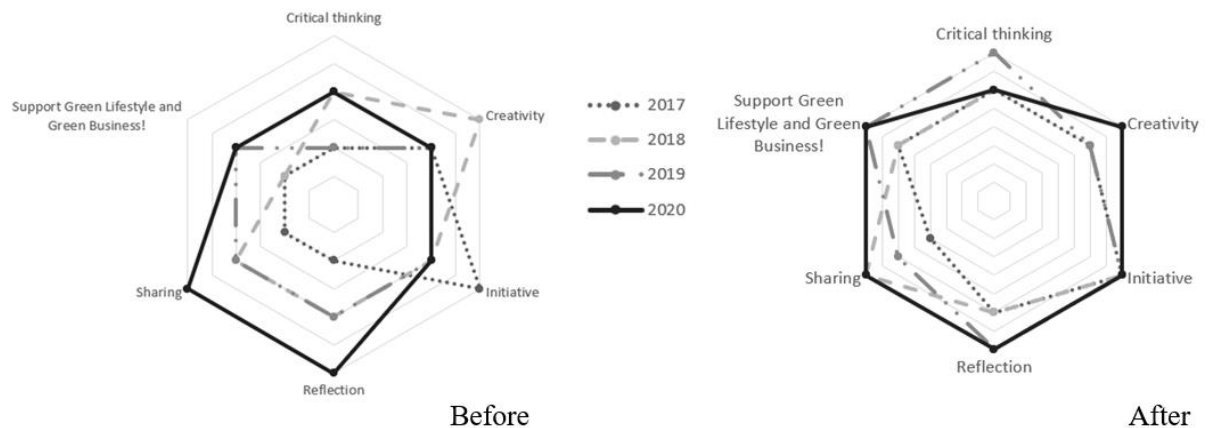 Critical thinking
Support Green Lifestyle and
Green Business!
Creativity
Sharing
Initiative
Reflection
Before
2017
2018
2019
2020
Critical thinking
Support Green
Lifestyle and Green
Business!
Creativity
Sharing
Initiative
Reflection
After